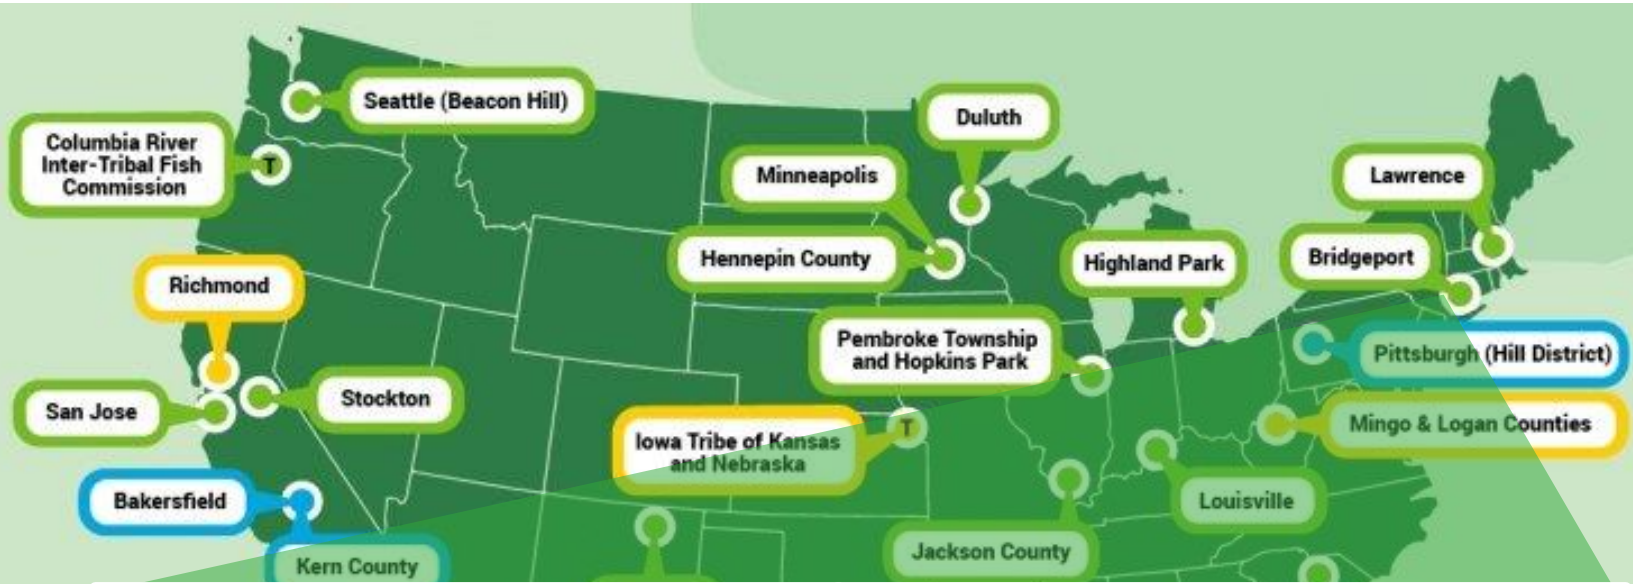 Seattle (Beacon Hill)
Columbia River
Inter-Tribal Fish
Commission
T
Duluth
Minneapolis
Hennepin County
Lawrence
Bridgeport
Highland Park
Richmond
Pembroke Township
and Hopkins Park
Pittsburgh (Hill District)
San Jose
Stockton
Iowa Tribe of Kansas
and Nebraska
T
Mingo & Logan Counties
Bakersfield
Louisville
Kern County
Jackson County